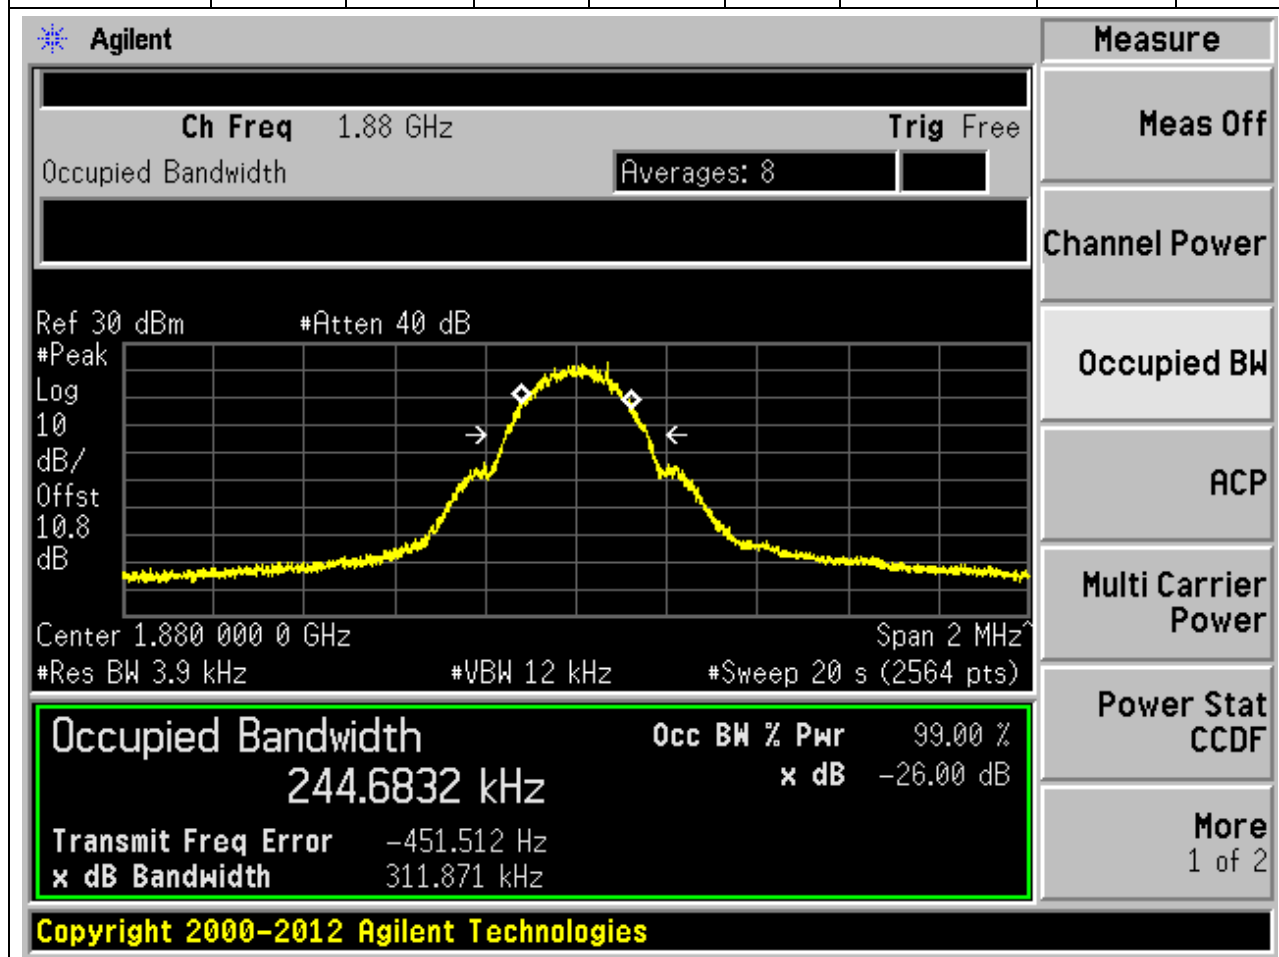 Agilent
Measure
Ch Freq 1.88 GHz Trig Free
Occupied Bandwidth Averages: 8
Ref 30 dBm #Atten 40 dB
#Peak
Log
10
dB/
Offst
10.8
dB
Center 1.880 000 0 GHz Span 2 MHz^
#Res BW 3.9 kHz #VBW 12 kHz #Sweep 20 s (2564 pts)
Occupied Bandwidth Occ BW % Pwr 99.00 %
244.6832 kHz x dB -26.00 dB
Transmit Freq Error -451.512 Hz
x dB Bandwidth 311.871 kHz
Copyright 2000-2012 Agilent Technologies
Meas Off
Channel Power
Occupied BW
ACP
Multi Carrier
Power
Power Stat
CCDF
More
1 of 2